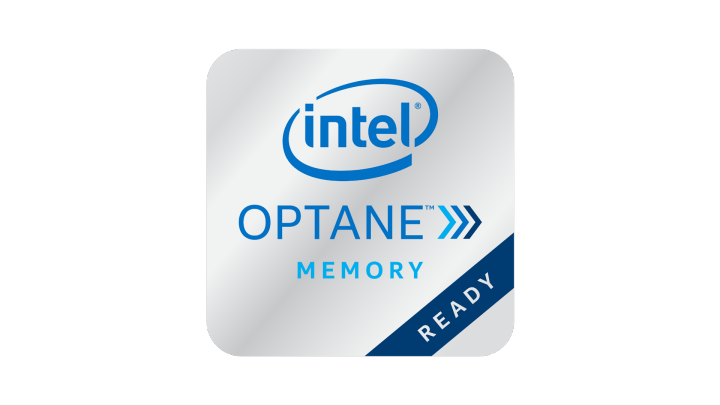 intel®
OPTANE™
MEMORY
READY